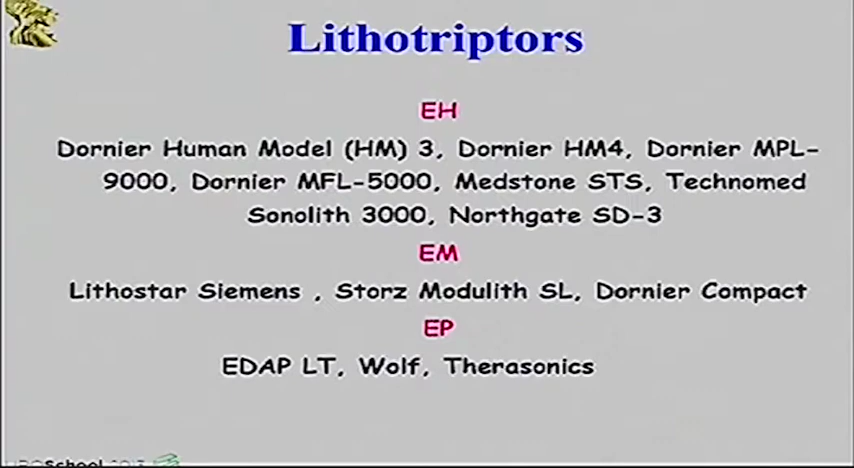 Lithotriptors
EH
Dornier Human Model (HM) 3, Dornier HM4, Dornier MPL-
9000, Dornier MFL-5000, Medstone STS, Technomed
Sonolith 3000, Northgate SD-3
EM
Lithostar Siemens , Storz Modulith SL, Dornier Compact
EP
EDAP LT, Wolf, Therasonics
UROSchool